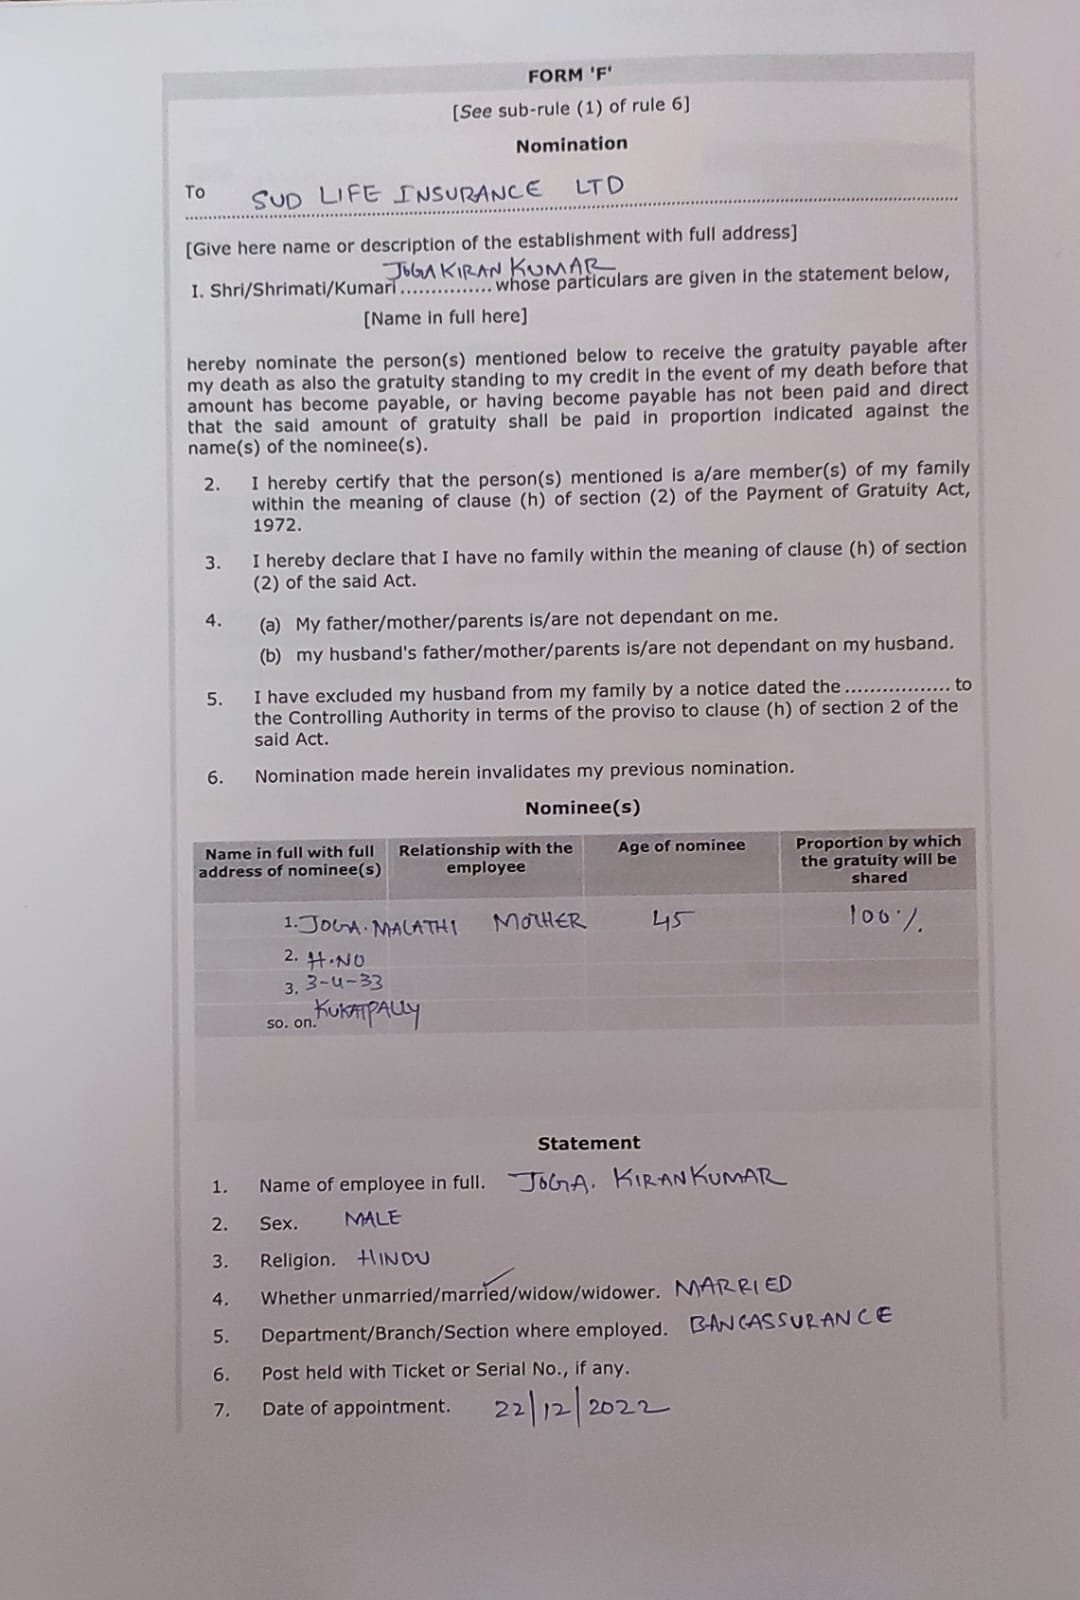 FORM 'F'
[See sub-rule (1) of rule 6]
Nomination
To SUD LIFE INSURANCE LTD
[Give here name or description of the establishment with full address]
JOGA KIRAN KUMAR
I. Shri/Shrimati/Kumari ............... whose particulars are given in the statement below,
[Name in full here]
hereby nominate the person(s) mentioned below to receive the gratuity payable after
my death as also the gratuity standing to my credit in the event of my death before that
amount has become payable, or having become payable has not been paid and direct
that the said amount of gratuity shall be paid in proportion indicated against the
name(s) of the nominee(s).
2. I hereby certify that the person(s) mentioned is a/are member(s) of my family
within the meaning of clause (h) of section (2) of the Payment of Gratuity Act,
1972.
3. I hereby declare that I have no family within the meaning of clause (h) of section
(2) of the said Act.
4. (a) My father/mother/parents is/are not dependant on me.
(b) my husband's father/mother/parents is/are not dependant on my husband.
5. I have excluded my husband from my family by a notice dated the ................. to
the Controlling Authority in terms of the proviso to clause (h) of section 2 of the
said Act.
6. Nomination made herein invalidates my previous nomination.
Nominee(s)
Name in full with full Relationship with the Age of nominee Proportion by which
address of nominee(s) employee the gratuity will be
shared
1. JOGA. MALATHI MOTHER 45 100%
2. H.NO
3. 3-4-33
so. on. KUKATPALLY
Statement
1. Name of employee in full. JOGA. KIRAN KUMAR
2. Sex. MALE
3. Religion. HINDU
4. Whether unmarried/married/widow/widower. MARRIED
5. Department/Branch/Section where employed. BANCASSURANCE
6. Post held with Ticket or Serial No., if any.
7. Date of appointment. 22/12/2022